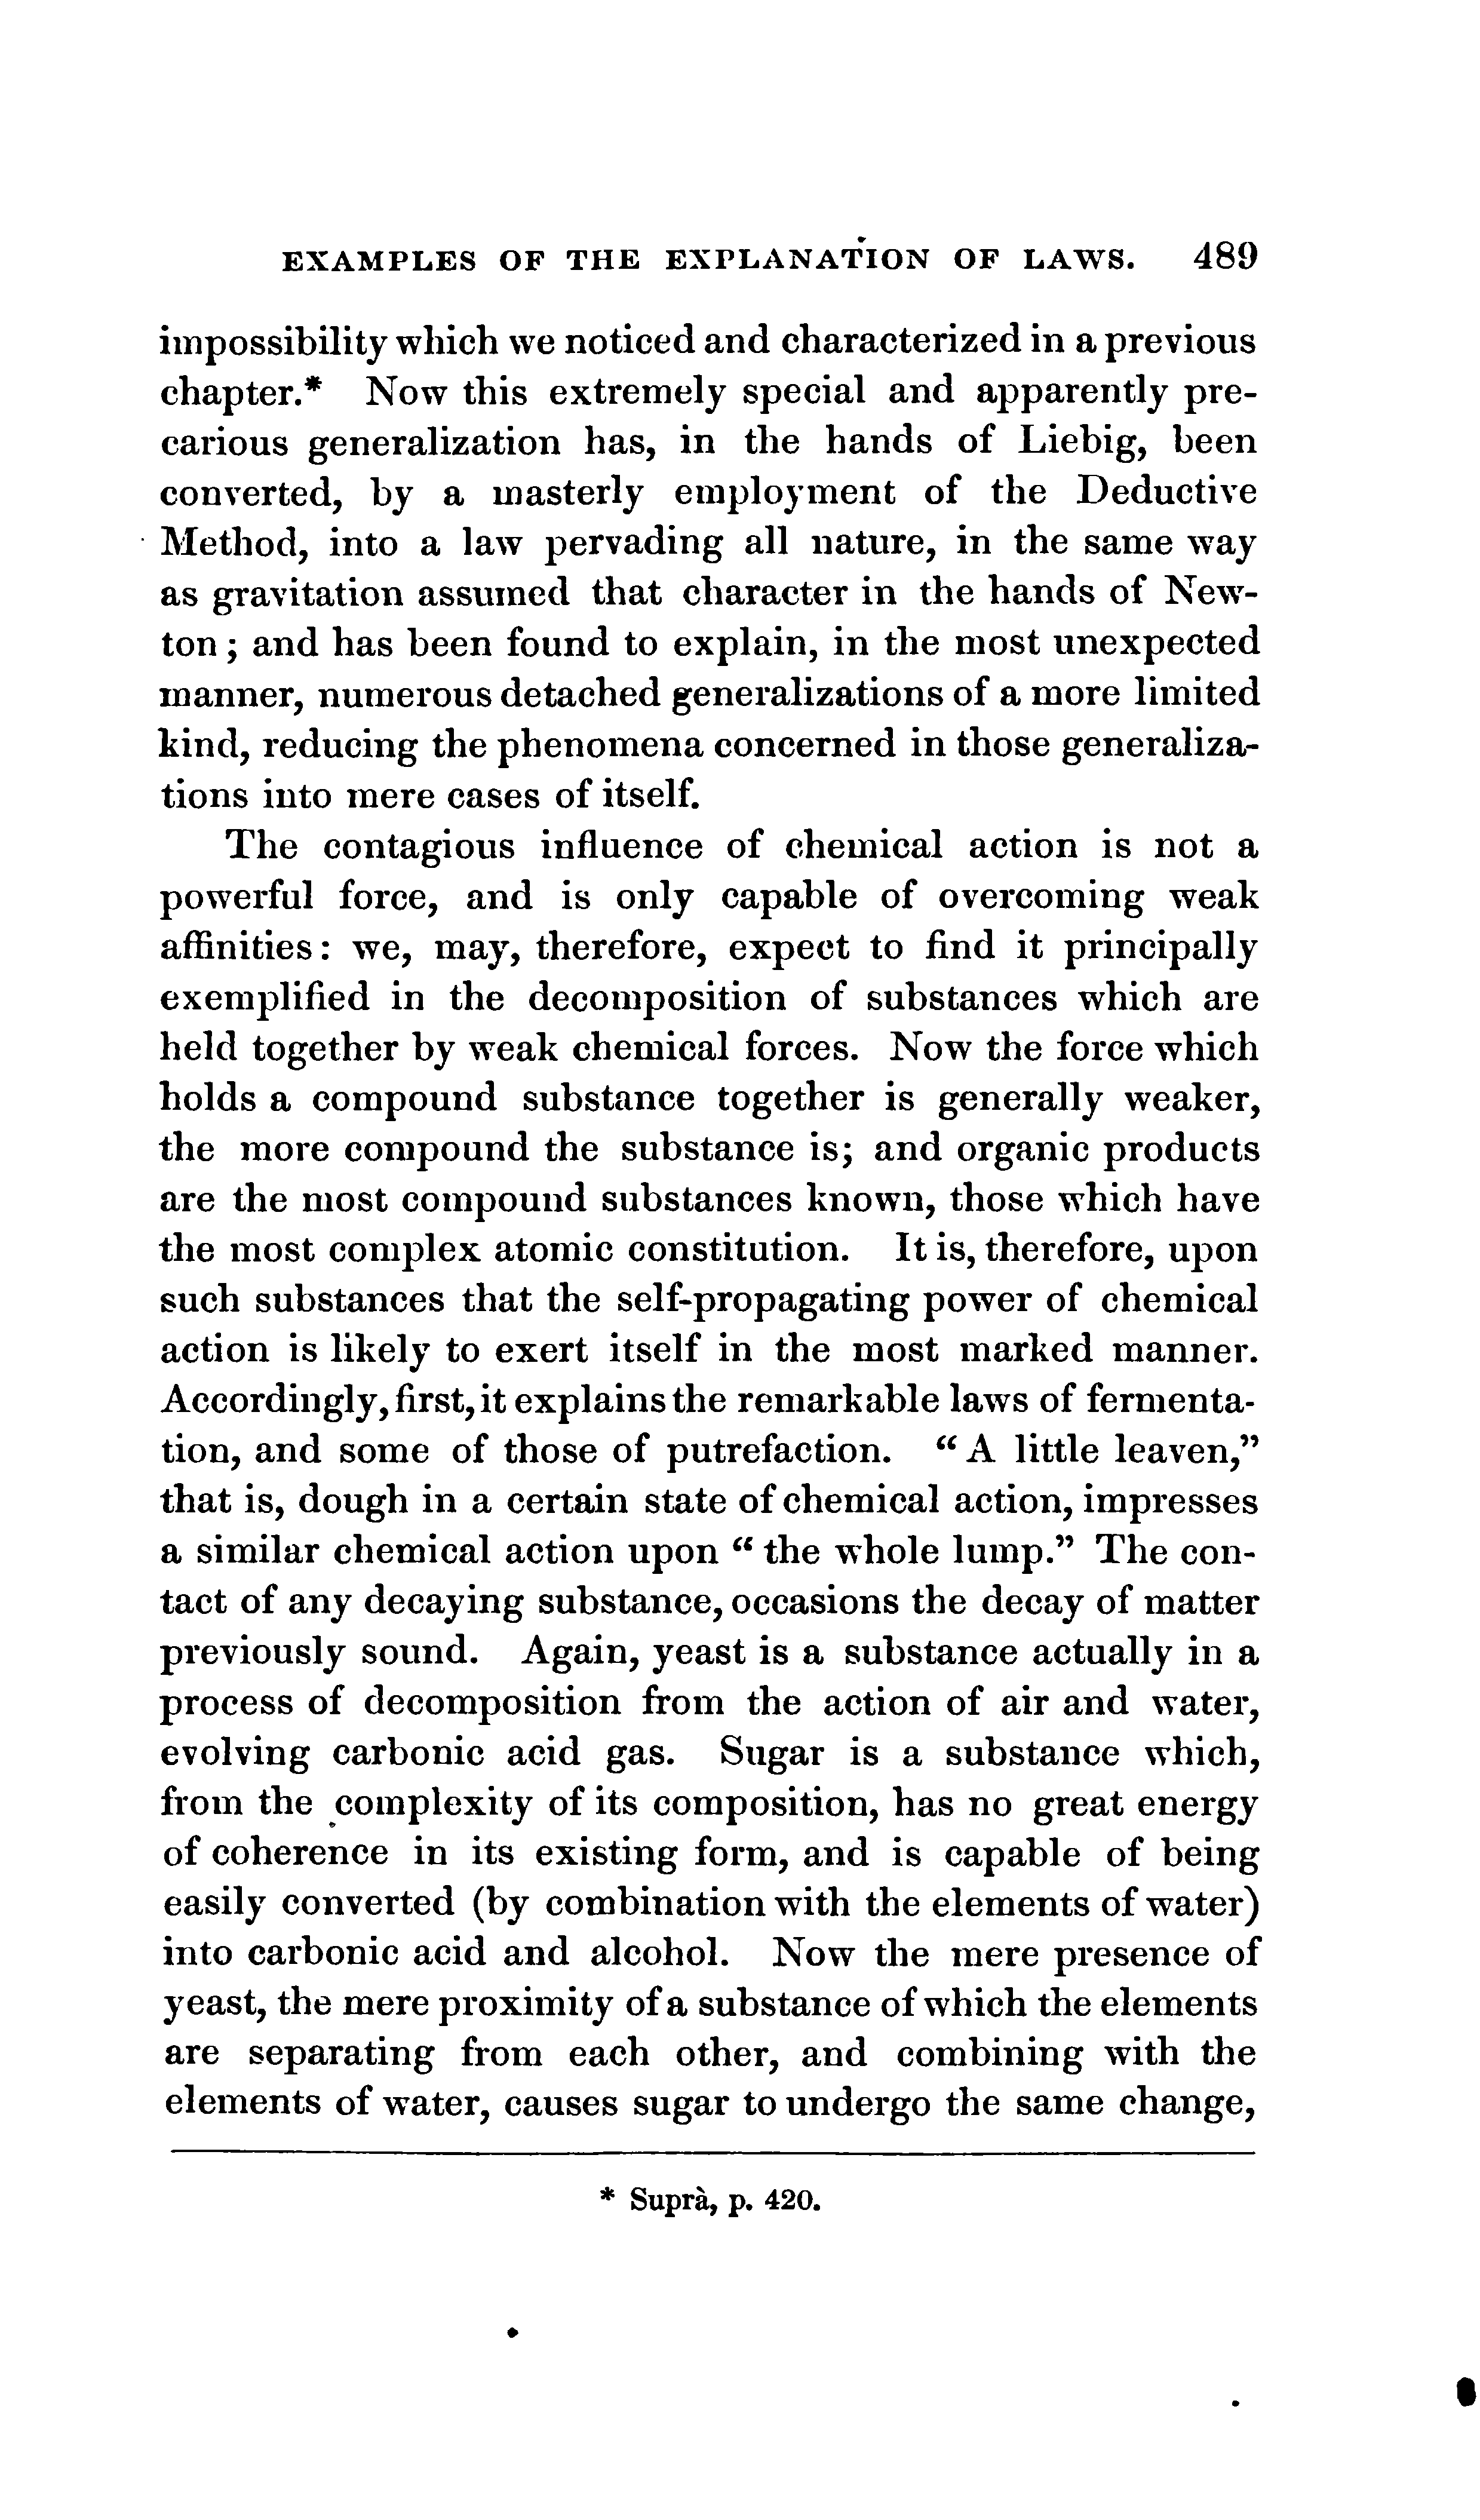 EXAMPLES OF THE EXPLANATION OF LAWS. 489
impossibility which we noticed and characterized in a previous
chapter.* Now this extremely special and apparently pre-
carious generalization has, in the hands of Liebig, been
converted, by a masterly employment of the Deductive
Method, into a law pervading all nature, in the same way
as gravitation assumed that character in the hands of New-
ton; and has been found to explain, in the most unexpected
manner, numerous detached generalizations of a more limited
kind, reducing the phenomena concerned in those generaliza-
tions into mere cases of itself.
The contagious influence of chemical action is not a
powerful force, and is only capable of overcoming weak
affinities: we, may, therefore, expect to find it principally
exemplified in the decomposition of substances which are
held together by weak chemical forces. Now the force which
holds a compound substance together is generally weaker,
the more compound the substance is; and organic products
are the most compound substances known, those which have
the most complex atomic constitution. It is, therefore, upon
such substances that the self-propagating power of chemical
action is likely to exert itself in the most marked manner.
Accordingly, first, it explains the remarkable laws of fermenta-
tion, and some of those of putrefaction. “A little leaven,”
that is, dough in a certain state of chemical action, impresses
a similar chemical action upon “the whole lump.” The con-
tact of any decaying substance, occasions the decay of matter
previously sound. Again, yeast is a substance actually in a
process of decomposition from the action of air and water,
evolving carbonic acid gas. Sugar is a substance which,
from the complexity of its composition, has no great energy
of coherence in its existing form, and is capable of being
easily converted (by combination with the elements of water)
into carbonic acid and alcohol. Now the mere presence of
yeast, the mere proximity of a substance of which the elements
are separating from each other, and combining with the
elements of water, causes sugar to undergo the same change,
* Suprà, p. 420.